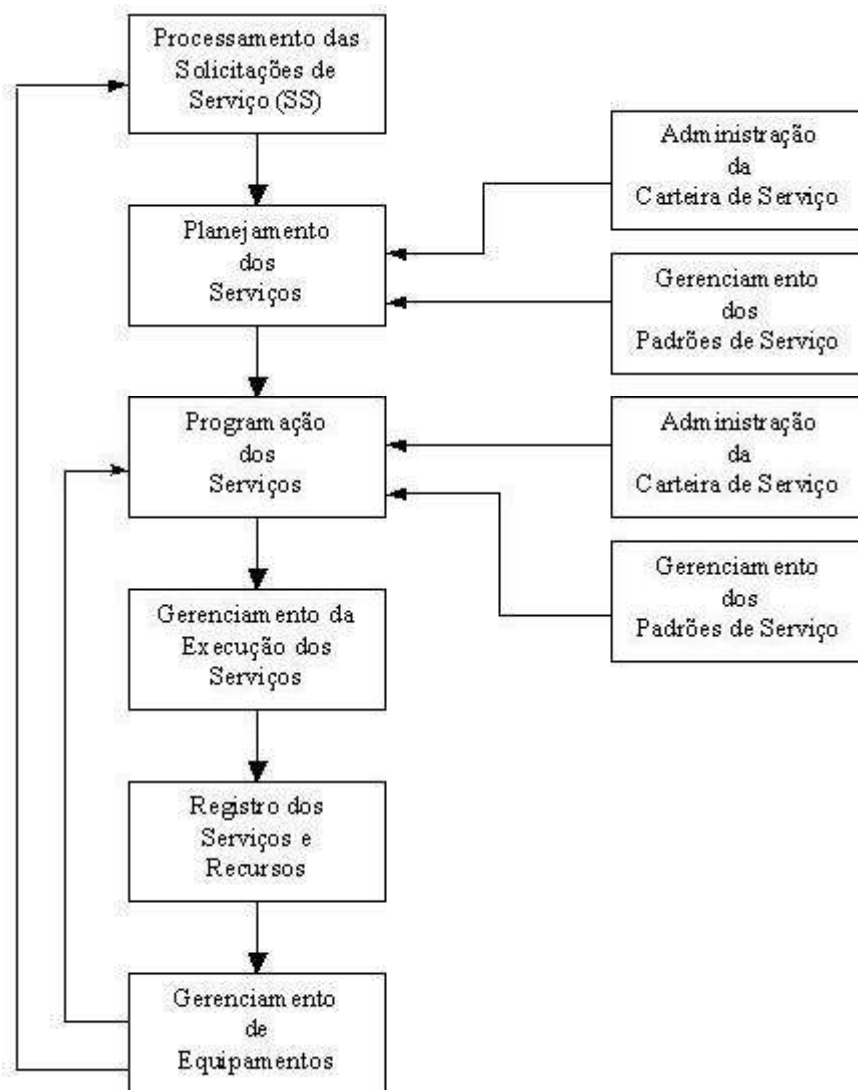 Processamento das
Solicitações de
Serviço (SS)
Planejamento
dos
Serviços
Programação
dos
Serviços
Gerenciamento da
Execução dos
Serviços
Registro dos
Serviços e
Recursos
Gerenciamento
de
Equipamentos
Administração
da
Carteira de Serviço
Gerenciamento
dos
Padrões de Serviço
Administração
da
Carteira de Serviço
Gerenciamento
dos
Padrões de Serviço